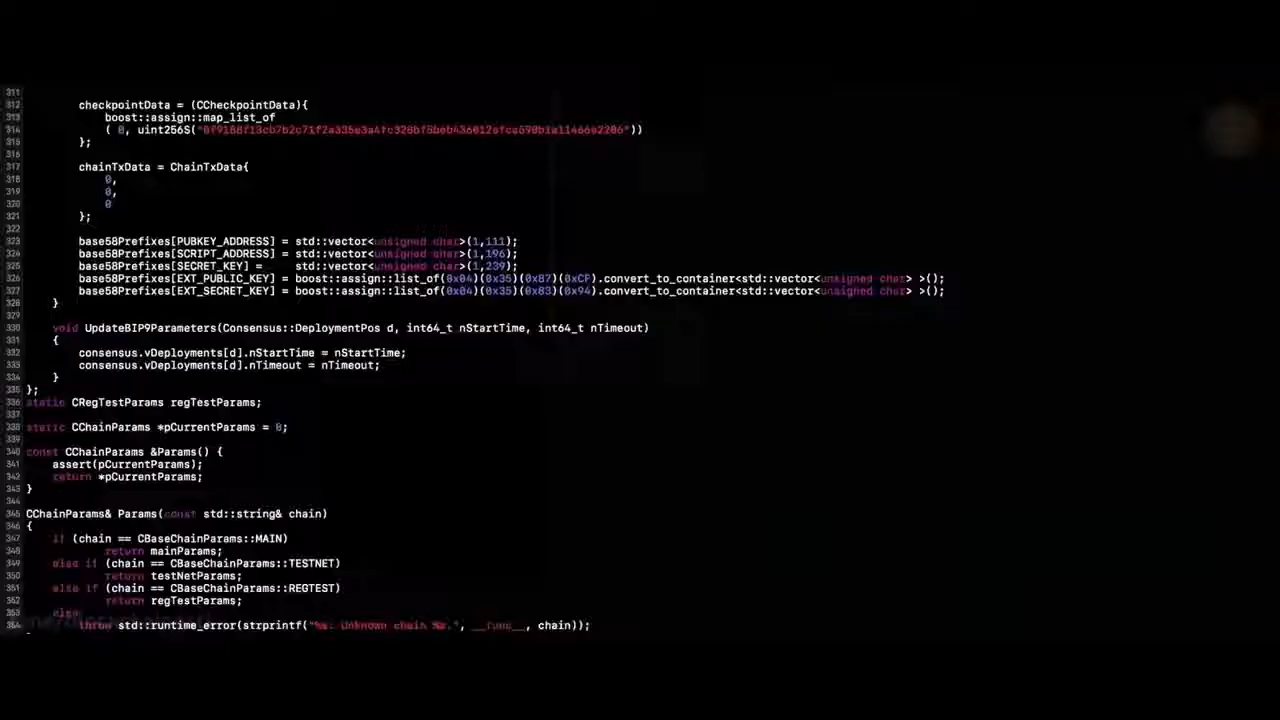 311
312 checkpointData = (CCheckpointData){
313 boost::assign::map_list_of
314 ( 0, uint256S("0f9188f13cb7b2c71f2a335e3a4fc328bf5beb436012afca590b1a11466e2206"))
315 };
316
317 chainTxData = ChainTxData{
318 0,
319 0,
320 0
321 };
322
323 base58Prefixes[PUBKEY_ADDRESS] = std::vector<unsigned char>(1,111);
324 base58Prefixes[SCRIPT_ADDRESS] = std::vector<unsigned char>(1,196);
325 base58Prefixes[SECRET_KEY] = std::vector<unsigned char>(1,239);
326 base58Prefixes[EXT_PUBLIC_KEY] = boost::assign::list_of(0x04)(0x35)(0x87)(0xCF).convert_to_container<std::vector<unsigned char> >();
327 base58Prefixes[EXT_SECRET_KEY] = boost::assign::list_of(0x04)(0x35)(0x83)(0x94).convert_to_container<std::vector<unsigned char> >();
328 }
329
330 void UpdateBIP9Parameters(Consensus::DeploymentPos d, int64_t nStartTime, int64_t nTimeout)
331 {
332 consensus.vDeployments[d].nStartTime = nStartTime;
333 consensus.vDeployments[d].nTimeout = nTimeout;
334 }
335 };
336 static CRegTestParams regTestParams;
337
338 static CChainParams *pCurrentParams = 0;
339
340 const CChainParams &Params() {
341 assert(pCurrentParams);
342 return *pCurrentParams;
343 }
344
345 CChainParams& Params(const std::string& chain)
346 {
347 if (chain == CBaseChainParams::MAIN)
348 return mainParams;
349 else if (chain == CBaseChainParams::TESTNET)
350 return testNetParams;
351 else if (chain == CBaseChainParams::REGTEST)
352 return regTestParams;
353 else
354 throw std::runtime_error(strprintf("%s: Unknown chain %s.", __func__, chain));